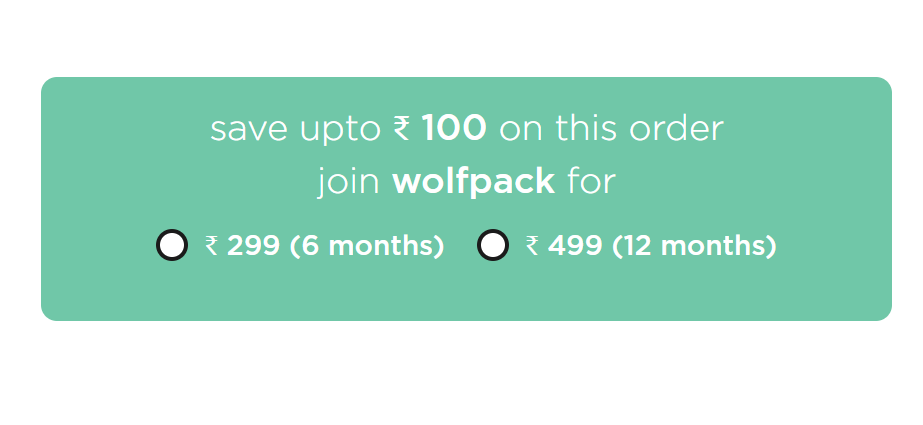 save upto ₹ 100 on this order
join wolfpack for
₹ 299 (6 months) ₹ 499 (12 months)